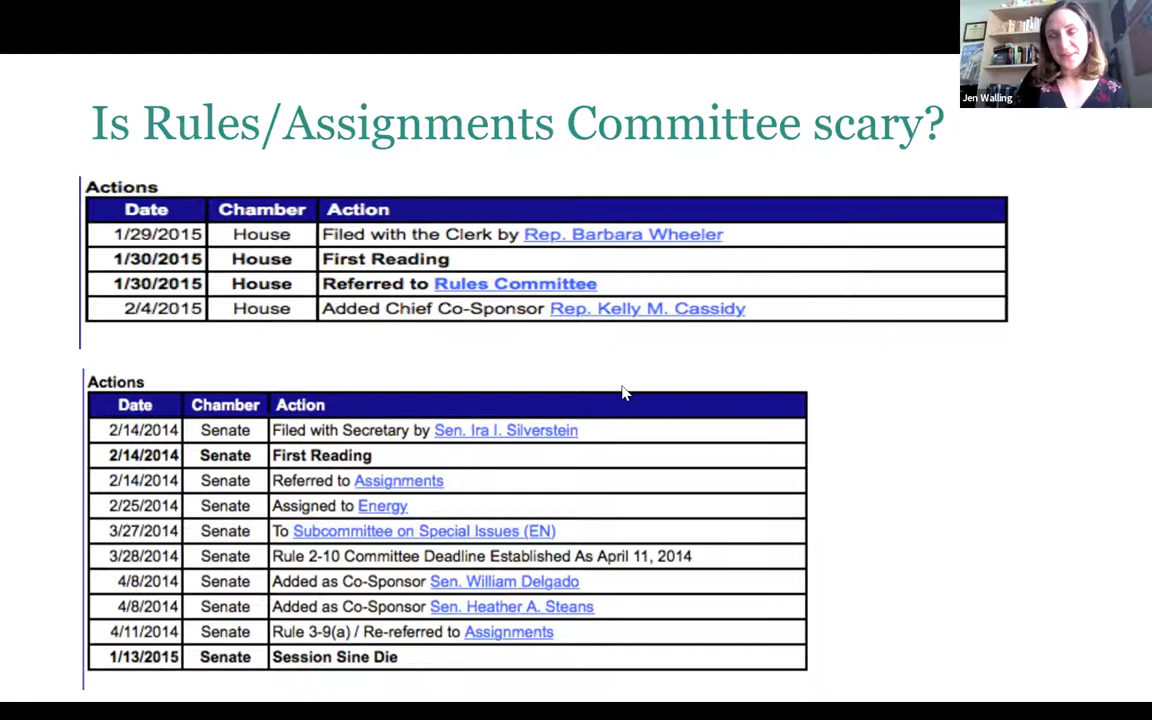 Jen Walling
Is Rules/Assignments Committee scary?
Actions
Date Chamber Action
1/29/2015 House Filed with the Clerk by Rep. Barbara Wheeler
1/30/2015 House First Reading
1/30/2015 House Referred to Rules Committee
2/4/2015 House Added Chief Co-Sponsor Rep. Kelly M. Cassidy
Actions
Date Chamber Action
2/14/2014 Senate Filed with Secretary by Sen. Ira I. Silverstein
2/14/2014 Senate First Reading
2/14/2014 Senate Referred to Assignments
2/25/2014 Senate Assigned to Energy
3/27/2014 Senate To Subcommittee on Special Issues (EN)
3/28/2014 Senate Rule 2-10 Committee Deadline Established As April 11, 2014
4/8/2014 Senate Added as Co-Sponsor Sen. William Delgado
4/8/2014 Senate Added as Co-Sponsor Sen. Heather A. Steans
4/11/2014 Senate Rule 3-9(a) / Re-referred to Assignments
1/13/2015 Senate Session Sine Die